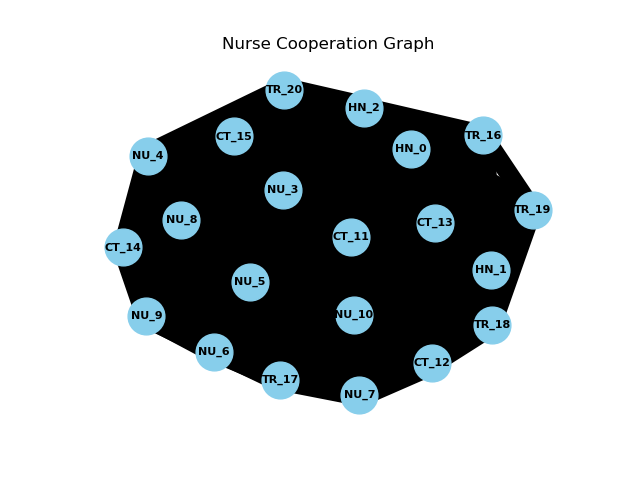 Nurse Cooperation Graph
TR_20
HN_2
TR_16
CT_15
HN_0
NU_4
NU_3
TR_19
NU_8
CT_13
CT_11
CT_14
HN_1
NU_5
NU_10
NU_9
TR_18
NU_6
CT_12
TR_17
NU_7